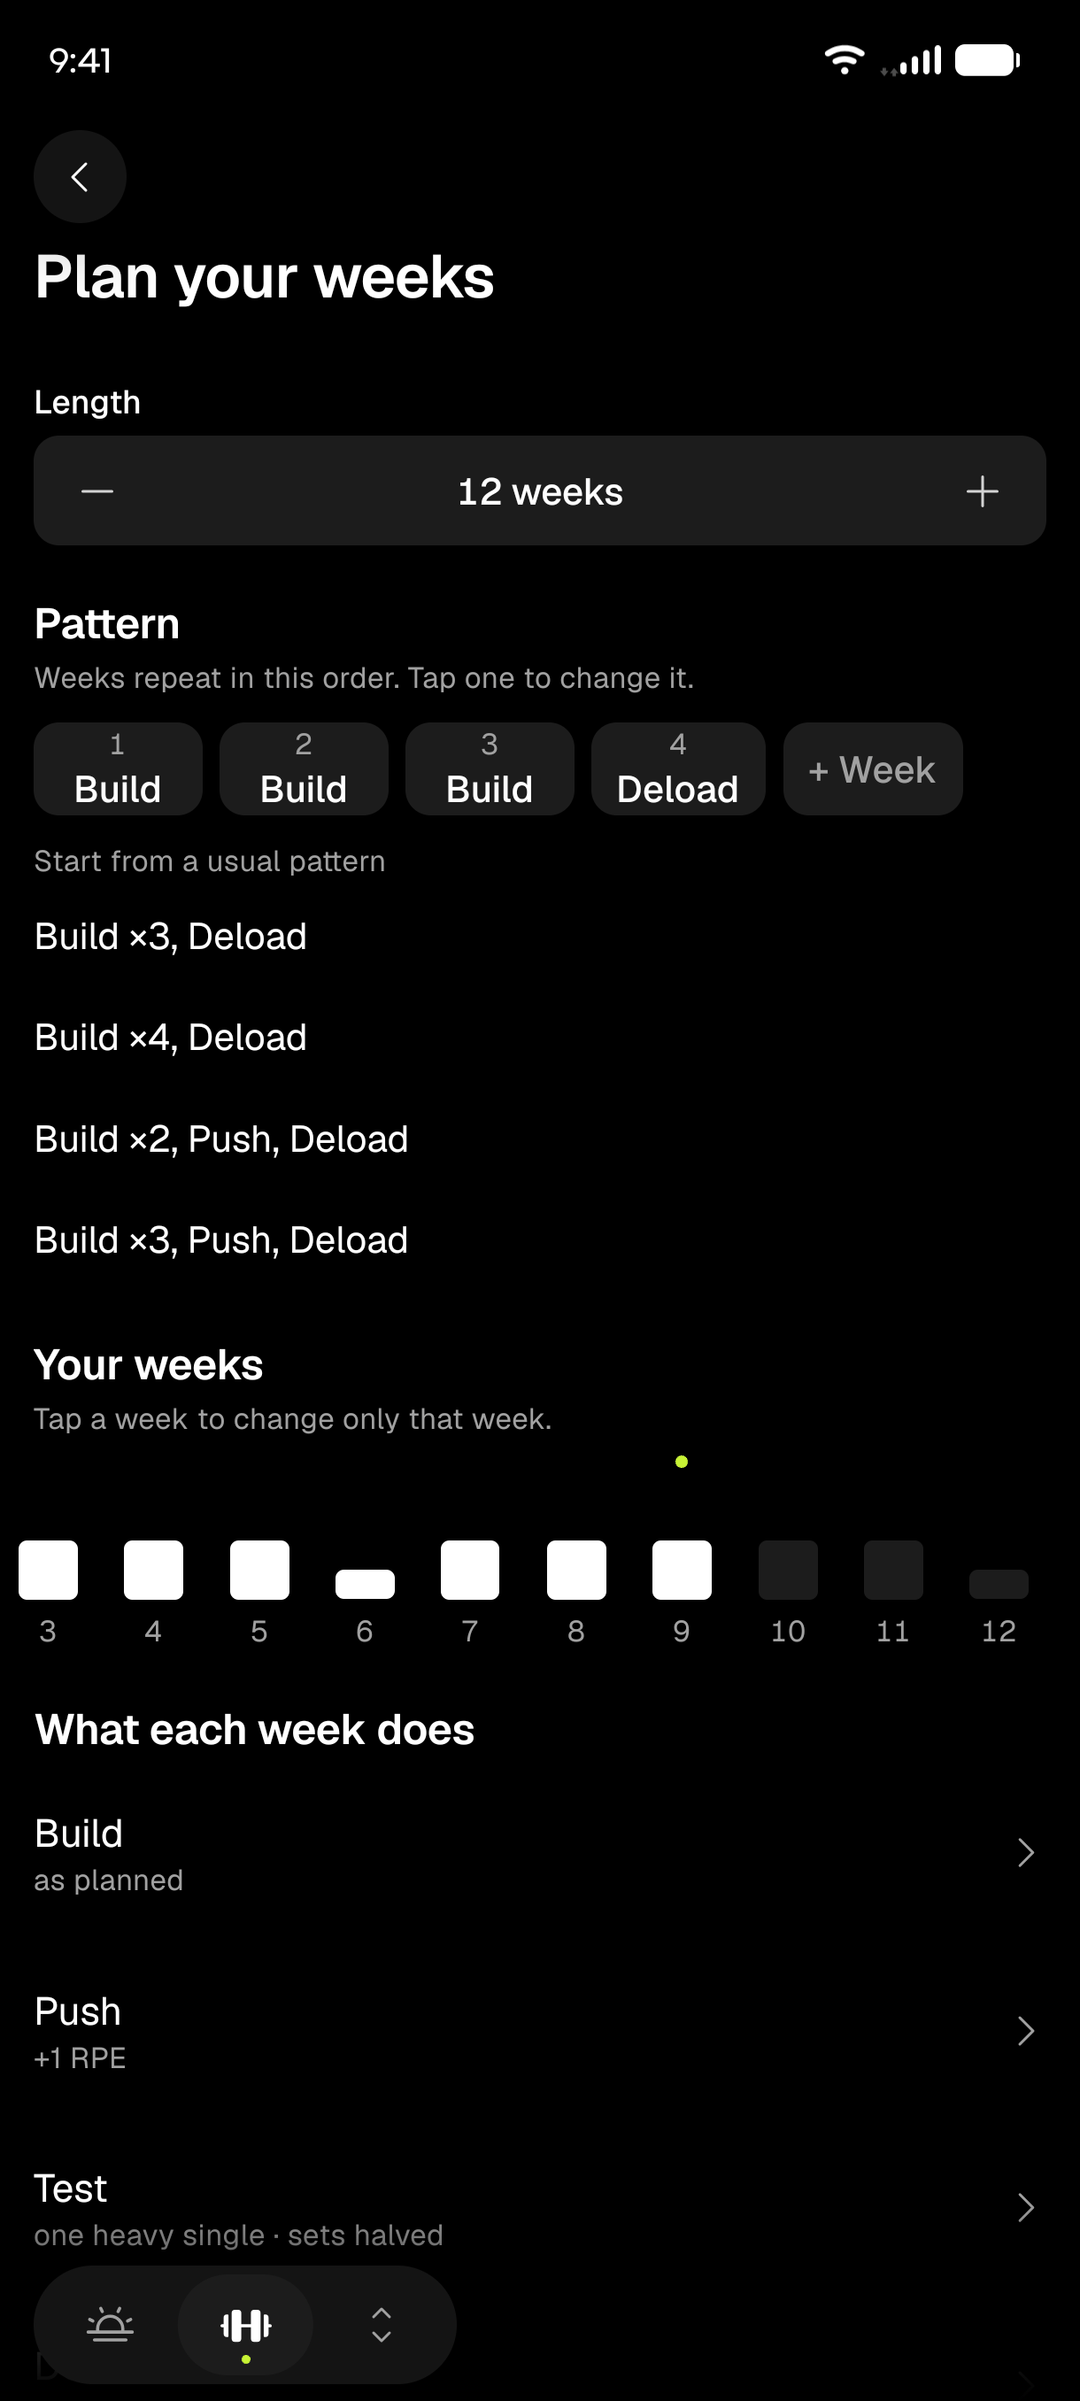 9:41
Plan your weeks
Length
12 weeks
Pattern
Weeks repeat in this order. Tap one to change it.
1 2 3 4
Build Build Build Deload + Week
Start from a usual pattern
Build ×3, Deload
Build ×4, Deload
Build ×2, Push, Deload
Build ×3, Push, Deload
Your weeks
Tap a week to change only that week.
3 4 5 6 7 8 9 10 11 12
What each week does
Build
as planned
Push
+1 RPE
Test
one heavy single · sets halved